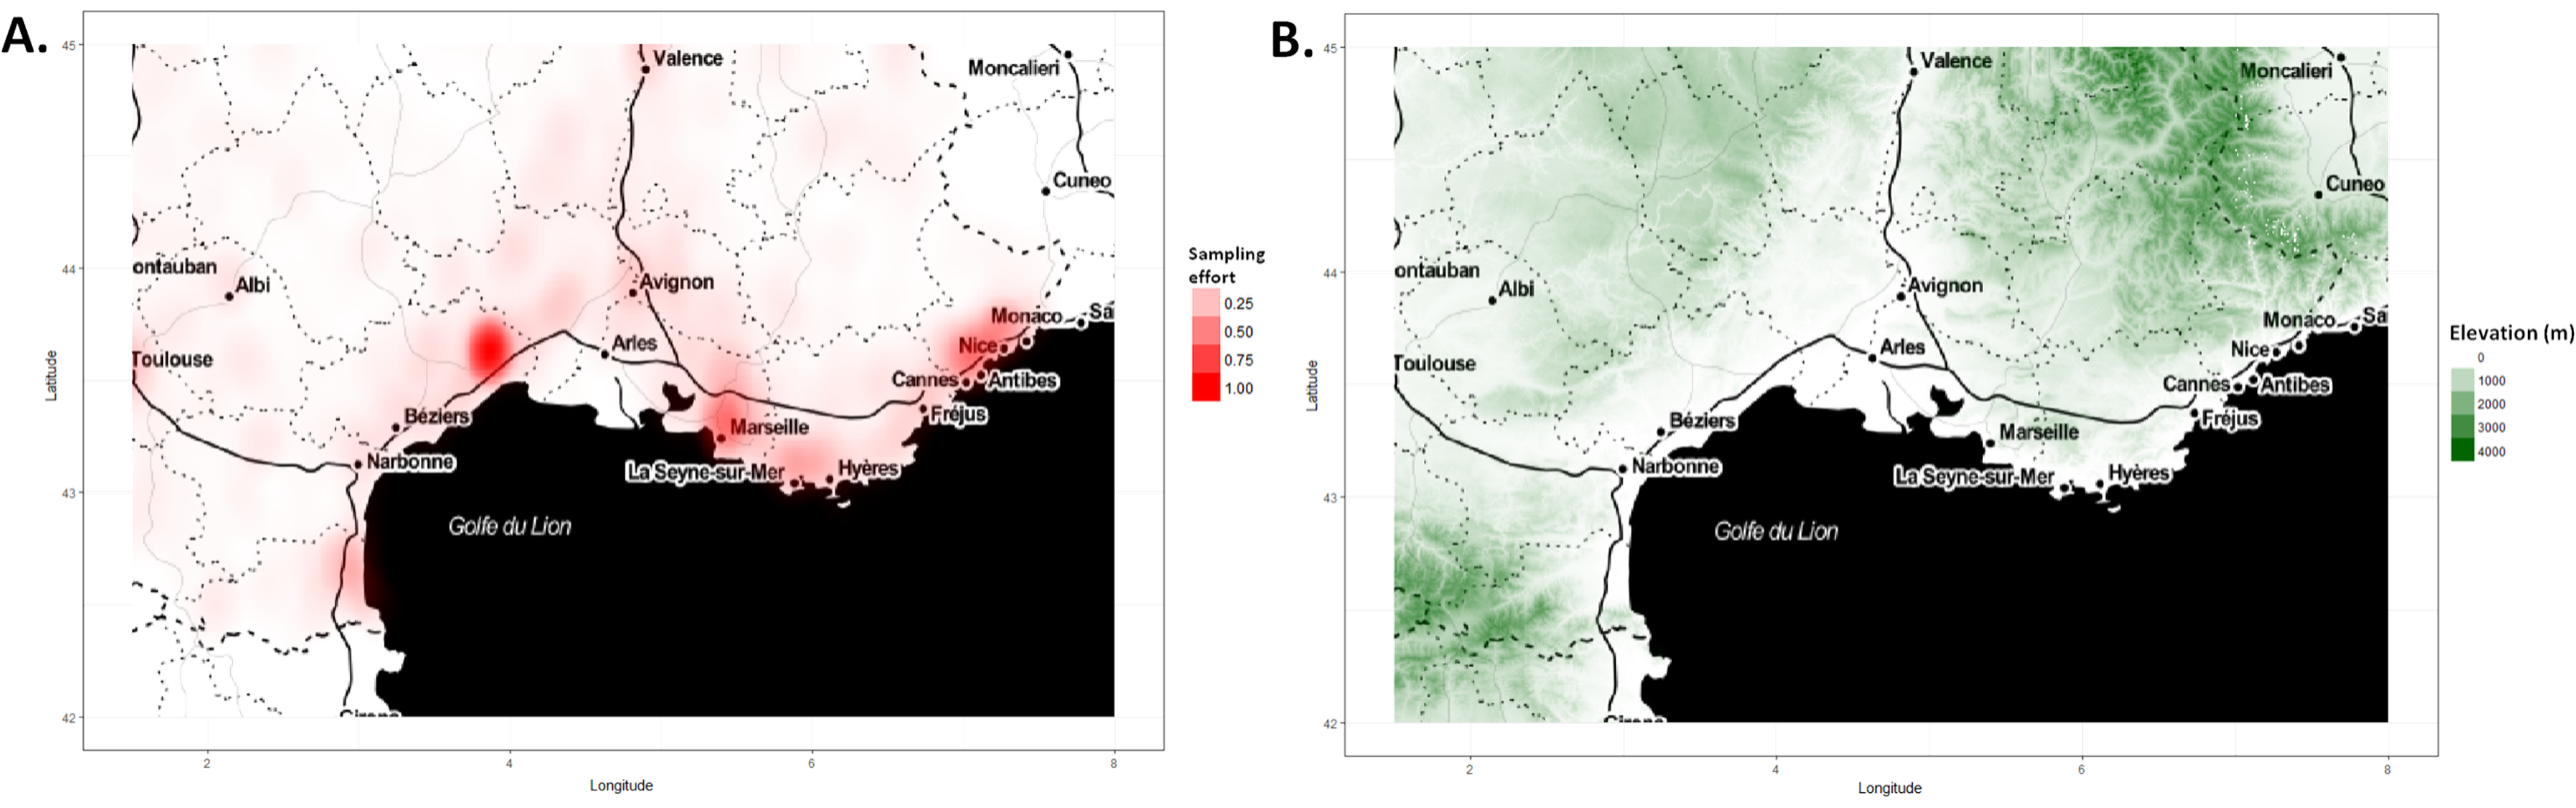 A.
45
44
43
42
Latitude
Valence
Moncalieri
Cuneo
ontauban
Albi
Avignon
Monaco
Sa
Toulouse
Arles
Nice
Cannes
Antibes
Béziers
Fréjus
Marseille
Narbonne
La Seyne-sur-Mer
Hyères
Golfe du Lion
2
4
6
8
Longitude
Sampling
effort
0.25
0.50
0.75
1.00
B.
45
44
43
42
Latitude
Valence
Moncalieri
Cuneo
ontauban
Albi
Avignon
Monaco
Sa
Toulouse
Arles
Nice
Cannes
Antibes
Béziers
Fréjus
Marseille
Narbonne
La Seyne-sur-Mer
Hyères
Golfe du Lion
2
4
6
8
Longitude
Elevation (m)
0
1000
2000
3000
4000